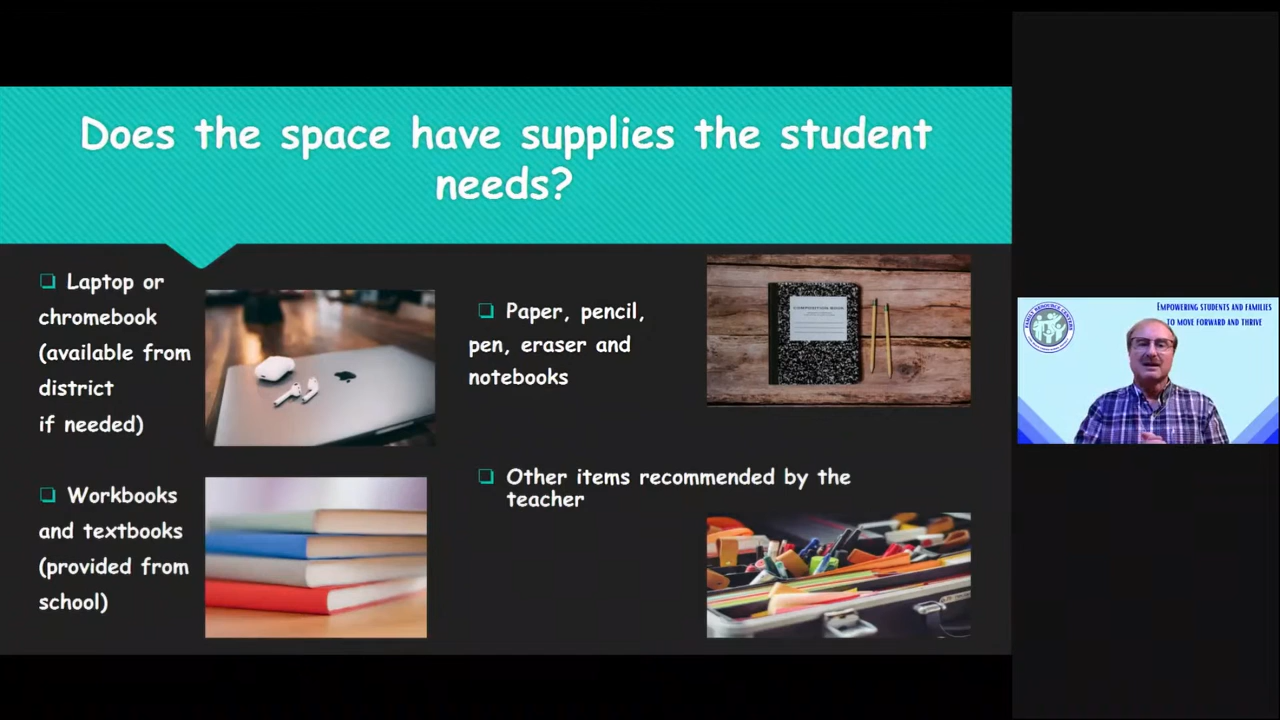 Does the space have supplies the student
needs?
❏ Laptop or
chromebook
(available from
district
if needed)
❏ Workbooks
and textbooks
(provided from
school)
❏ Paper, pencil,
pen, eraser and
notebooks
COMPOSITION BOOK
❏ Other items recommended by the
teacher
Empowering students and families
to move forward and thrive